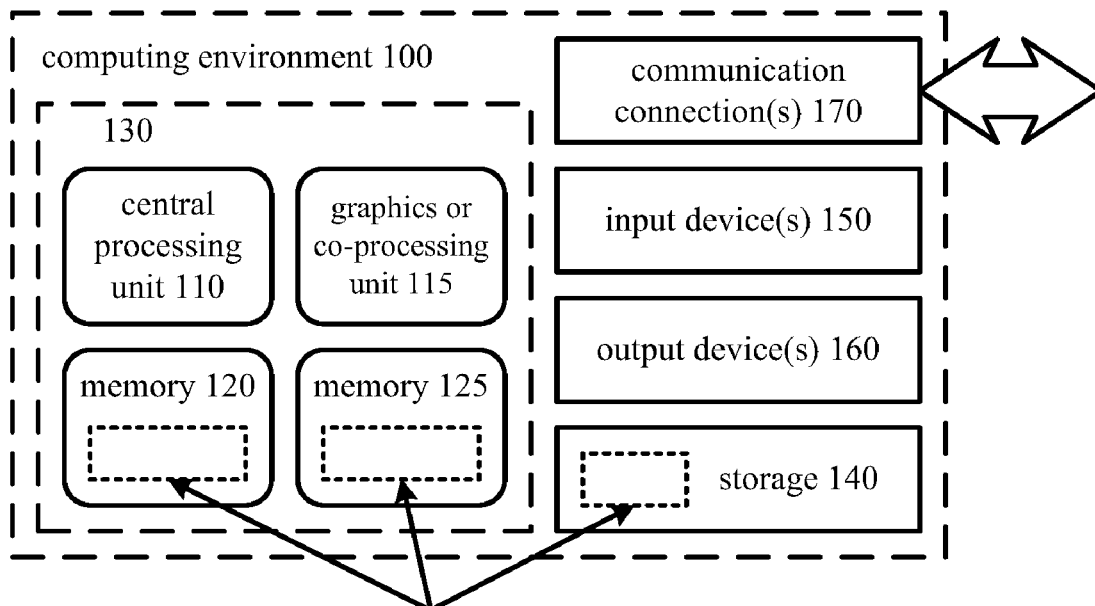 computing environment 100
130
central
processing
unit 110
graphics or
co-processing
unit 115
memory 120
memory 125
communication
connection(s) 170
input device(s) 150
output device(s) 160
storage 140